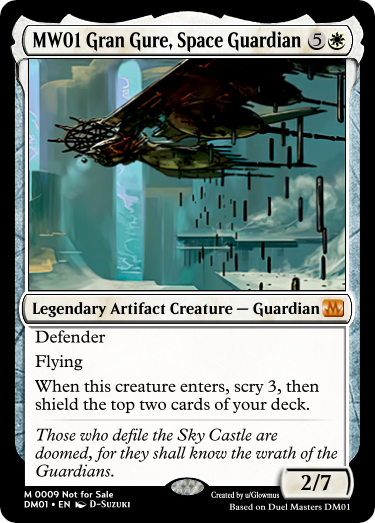 MW01 Gran Gure, Space Guardian 5
Legendary Artifact Creature — Guardian
Defender
Flying
When this creature enters, scry 3, then
shield the top two cards of your deck.
Those who defile the Sky Castle are
doomed, for they shall know the wrath of the
Guardians.
2/7
M 0009 Not for Sale
DM01 • EN D-Suzuki
Created by u/Glowmus
Based on Duel Masters DM01